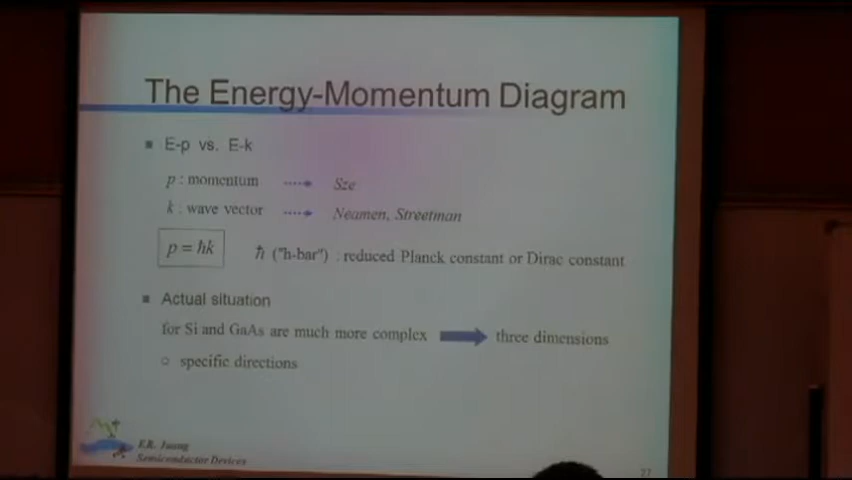 The Energy-Momentum Diagram
E-p vs. E-k
p : momentum Sze
k : wave vector Neamen, Streetman
p = ħk ħ ("h-bar") : reduced Planck constant or Dirac constant
Actual situation
for Si and GaAs are much more complex three dimensions
specific directions
Semiconductor Devices
27